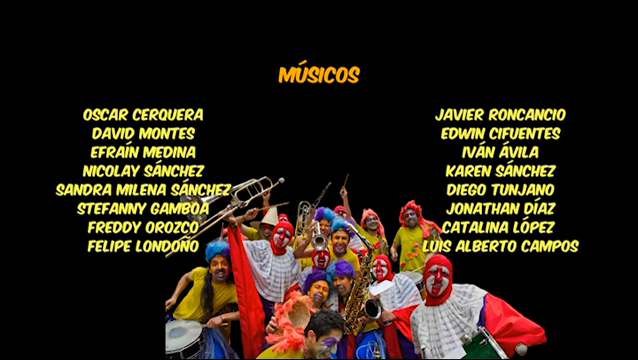 MÚSICOS
OSCAR CERQUERA
DAVID MONTES
EFRAÍN MEDINA
NICOLAY SÁNCHEZ
SANDRA MILENA SÁNCHEZ
STEFANNY GAMBOA
FREDDY OROZCO
FELIPE LONDOÑO
JAVIER RONCANCIO
EDWIN CIFUENTES
IVÁN ÁVILA
KAREN SÁNCHEZ
DIEGO TUNJANO
JONATHAN DÍAZ
CATALINA LÓPEZ
LUIS ALBERTO CAMPOS